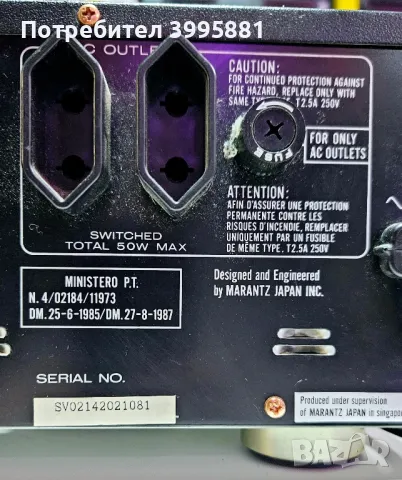 Потребител 3995881
AC OUTLETS
CAUTION:
FOR CONTINUED PROTECTION AGAINST
FIRE HAZARD, REPLACE ONLY WITH
SAME TYPE T2.5A 250V
FUSE
FOR ONLY
AC OUTLETS
ATTENTION:
AFIN D'ASSURER UNE PROTECTION
PERMANENTE CONTRE LES
RISQUES D'INCENDIE, REMPLACER
UNIQUEMENT PAR UN FUSIBLE
DE MÊME TYPE. T2.5A 250V
SWITCHED
TOTAL 50W MAX
MINISTERO P.T.
N.4/02184/11973
DM.25-6-1985/DM.27-8-1987
Designed and Engineered
by MARANTZ JAPAN INC.
SERIAL NO.
SV02142021081
Produced under supervision
of MARANTZ JAPAN in singapo
BAZAR